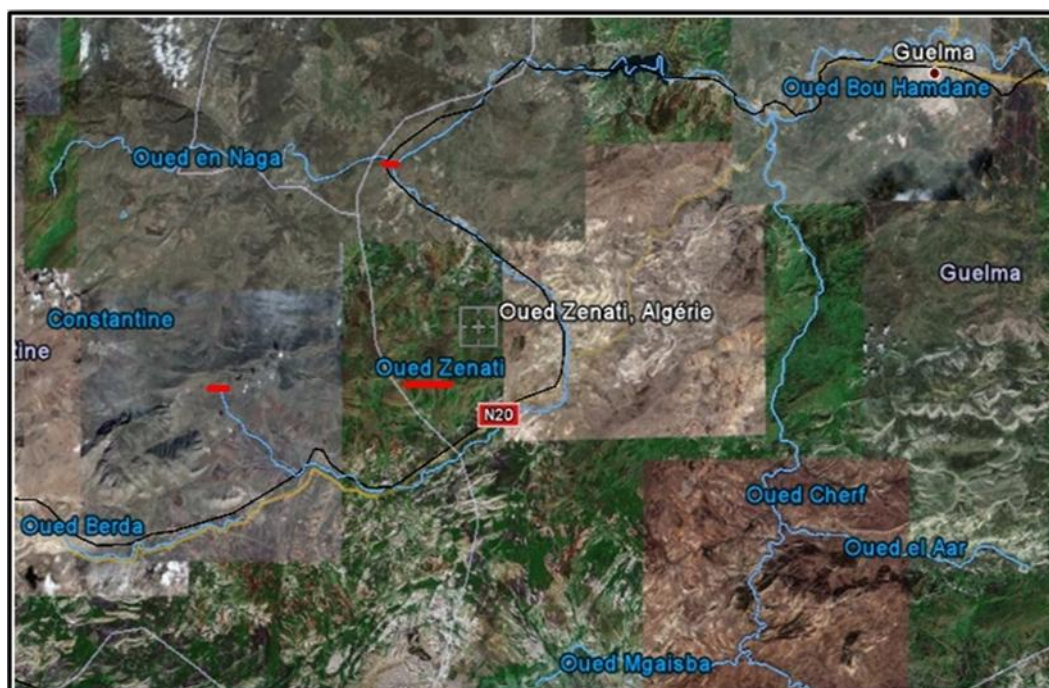 Guelma
Oued Bou Hamdane
Oued en Naga
Guelma
Oued Zenati, Algérie
Constantine
tine
Oued Zenati
N20
Oued Cherf
Oued Berda
Oued el Aar
Oued Mgaisba